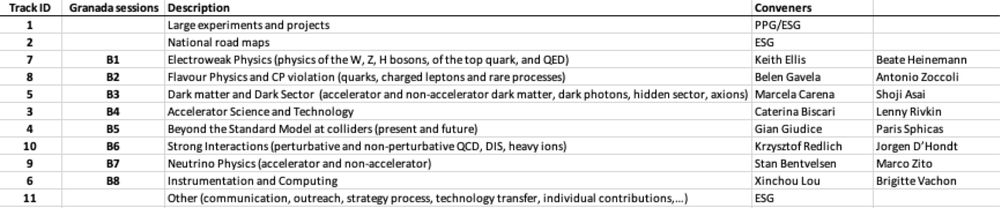 Track ID Granada sessions Description Conveners
1 Large experiments and projects PPG/ESG
2 National road maps ESG
7 B1 Electroweak Physics (physics of the W, Z, H bosons, of the top quark, and QED) Keith Ellis Beate Heinemann
8 B2 Flavour Physics and CP violation (quarks, charged leptons and rare processes) Belen Gavela Antonio Zoccoli
5 B3 Dark matter and Dark Sector (accelerator and non-accelerator dark matter, dark photons, hidden sector, axions) Marcela Carena Shoji Asai
3 B4 Accelerator Science and Technology Caterina Biscari Lenny Rivkin
4 B5 Beyond the Standard Model at colliders (present and future) Gian Giudice Paris Sphicas
10 B6 Strong Interactions (perturbative and non-perturbative QCD, DIS, heavy ions) Krzysztof Redlich Jorgen D’Hondt
9 B7 Neutrino Physics (accelerator and non-accelerator) Stan Bentvelsen Marco Zito
6 B8 Instrumentation and Computing Xinchou Lou Brigitte Vachon
11 Other (communication, outreach, strategy process, technology transfer, individual contributions,...) ESG